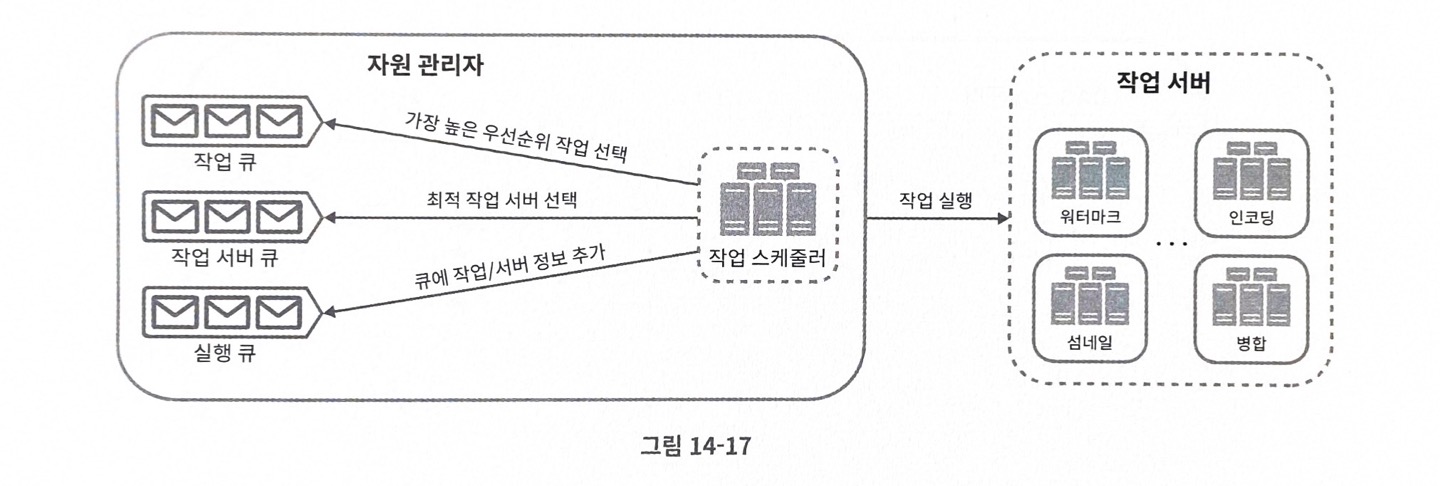 자원 관리자
작업 큐
작업 서버 큐
실행 큐
가장 높은 우선순위 작업 선택
최적 작업 서버 선택
큐에 작업/서버 정보 추가
작업 스케줄러
작업 실행
작업 서버
워터마크
인코딩
...
섬네일
병합
그림 14-17